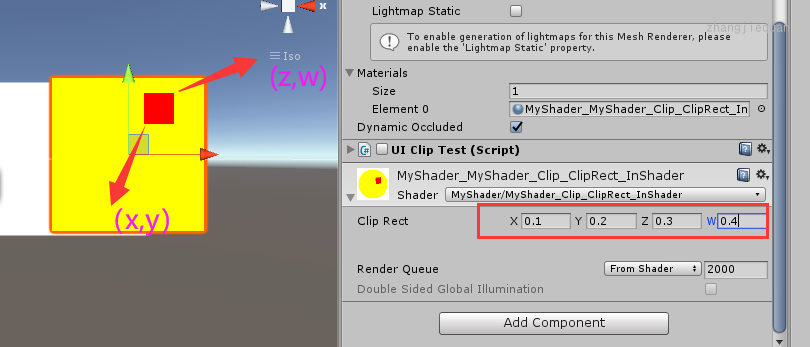 Iso
(z,w)
(x,y)
Lightmap Static
To enable generation of lightmaps for this Mesh Renderer, please
enable the 'Lightmap Static' property.
Materials
Size 1
Element 0 MyShader_MyShader_Clip_ClipRect_In
Dynamic Occluded
UI Clip Test (Script)
MyShader_MyShader_Clip_ClipRect_InShader
Shader MyShader/MyShader_Clip_ClipRect_InShader
Clip Rect X 0.1 Y 0.2 Z 0.3 W 0.4
Render Queue From Shader 2000
Double Sided Global Illumination
Add Component